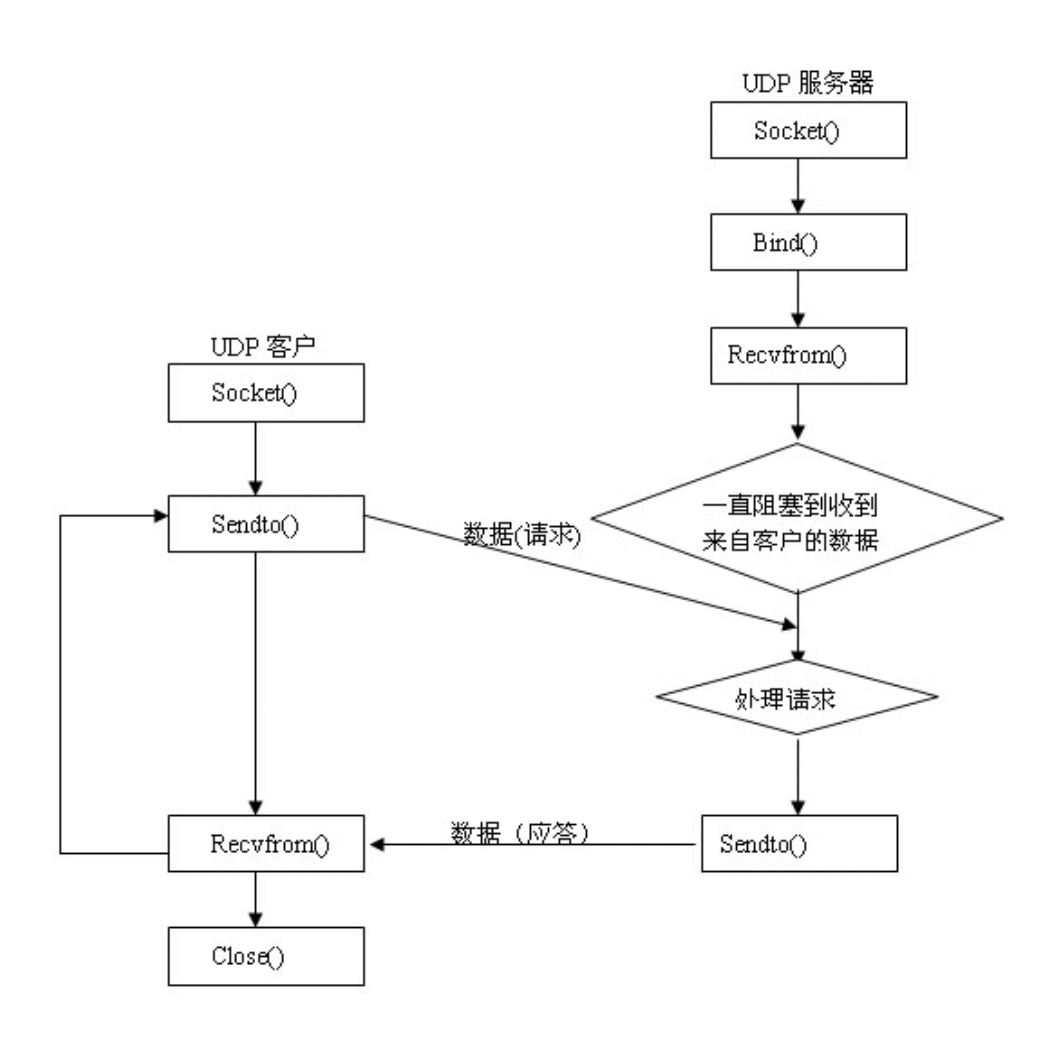 UDP 服务器
Socket()
Bind()
Recvfrom()
一直阻塞到收到
来自客户的数据
处理请求
Sendto()
UDP 客户
Socket()
Sendto()
数据(请求)
Recvfrom()
数据（应答）
Close()